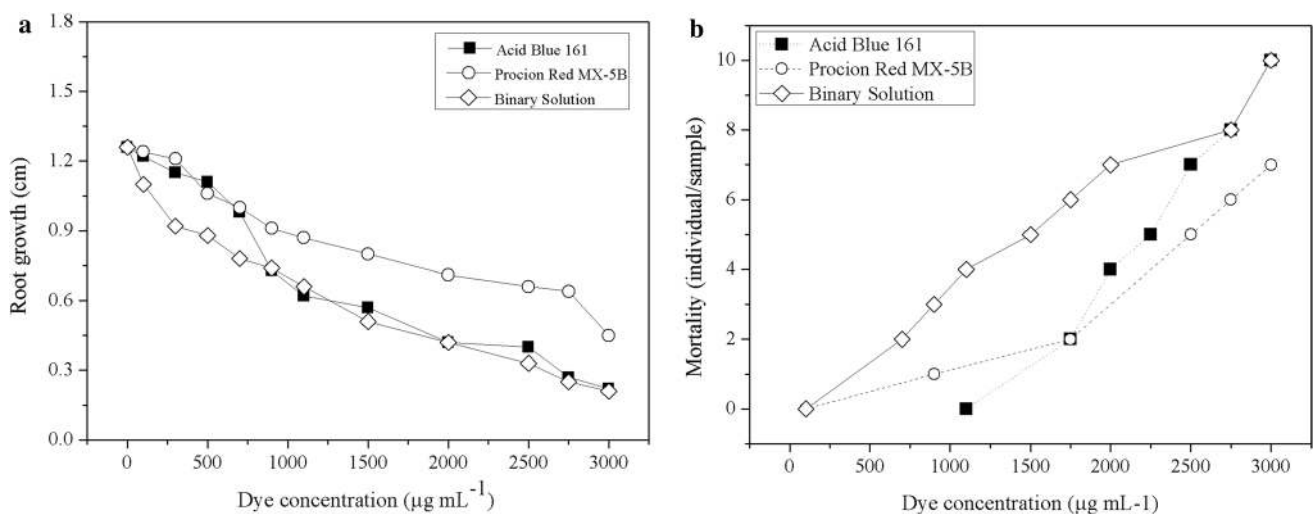 a
1.8
1.5
1.2
0.9
0.6
0.3
0.0
Root growth (cm)
Acid Blue 161
Procion Red MX-5B
Binary Solution
0 500 1000 1500 2000 2500 3000
Dye concentration (µg mL⁻¹)
b
10
8
6
4
2
0
Mortality (individual/sample)
Acid Blue 161
Procion Red MX-5B
Binary Solution
0 500 1000 1500 2000 2500 3000
Dye concentration (µg mL-1)